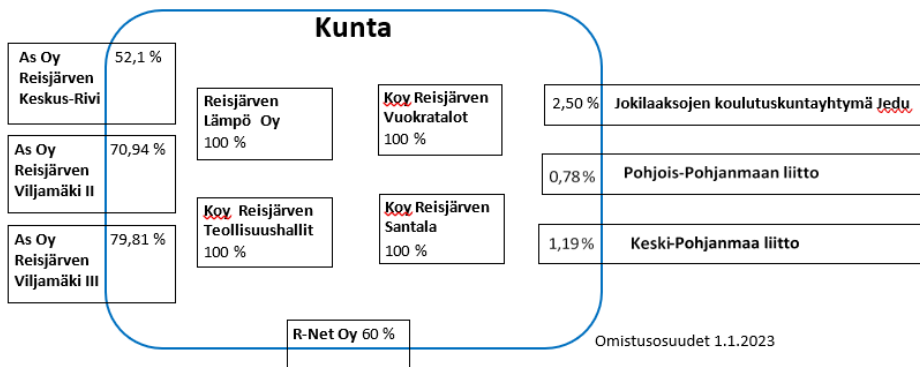 Kunta
As Oy 52,1 %
Reisjärven
Keskus-Rivi
As Oy 70,94 %
Reisjärven
Viljamäki II
As Oy 79,81 %
Reisjärven
Viljamäki III
Reisjärven
Lämpö Oy
100 %
Koy Reisjärven
Vuokratalot
100 %
Koy Reisjärven
Teollisuushallit
100 %
Koy Reisjärven
Santala
100 %
2,50 % Jokilaaksojen koulutuskuntayhtymä Jedu
0,78 % Pohjois-Pohjanmaan liitto
1,19 % Keski-Pohjanmaa liitto
R-Net Oy 60 %
Omistusosuudet 1.1.2023